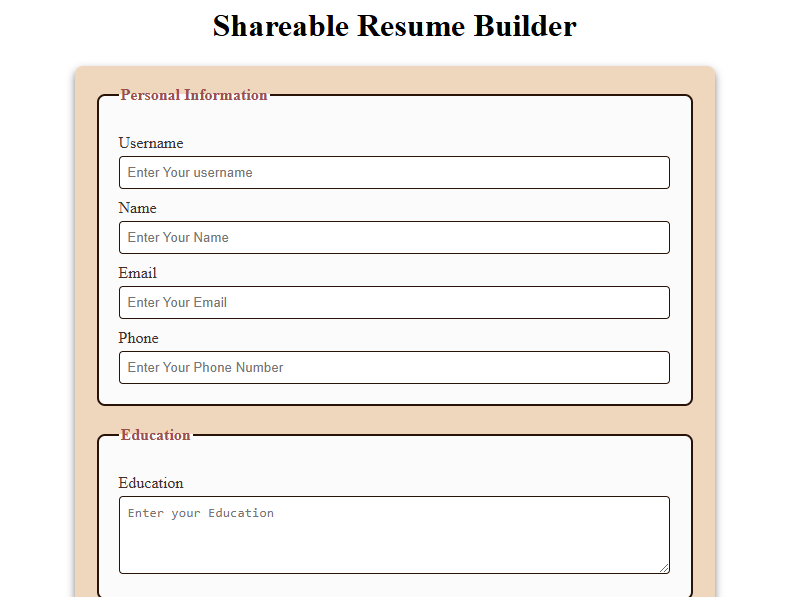 Shareable Resume Builder
Personal Information
Username
Enter Your username
Name
Enter Your Name
Email
Enter Your Email
Phone
Enter Your Phone Number
Education
Education
Enter your Education